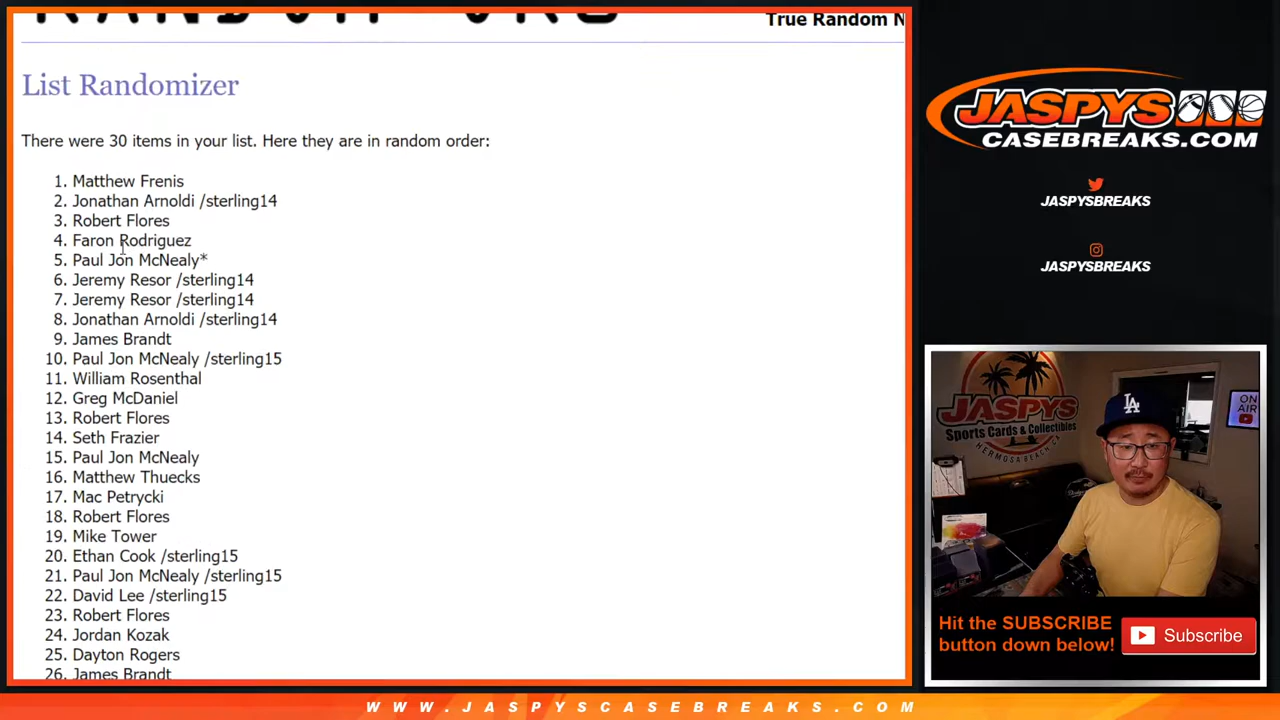 RANDOM ORG
True Random N
List Randomizer
There were 30 items in your list. Here they are in random order:
1. Matthew Frenis
2. Jonathan Arnoldi /sterling14
3. Robert Flores
4. Faron Rodriguez
5. Paul Jon McNealy*
6. Jeremy Resor /sterling14
7. Jeremy Resor /sterling14
8. Jonathan Arnoldi /sterling14
9. James Brandt
10. Paul Jon McNealy /sterling15
11. William Rosenthal
12. Greg McDaniel
13. Robert Flores
14. Seth Frazier
15. Paul Jon McNealy
16. Matthew Thuecks
17. Mac Petrycki
18. Robert Flores
19. Mike Tower
20. Ethan Cook /sterling15
21. Paul Jon McNealy /sterling15
22. David Lee /sterling15
23. Robert Flores
24. Jordan Kozak
25. Dayton Rogers
26. James Brandt
JASPYS
CASEBREAKS.COM
JASPYSBREAKS
JASPYSBREAKS
JASPYS
Sports Cards & Collectibles
HERMOSA BEACH, CA
LA
ON
AIR
Hit the SUBSCRIBE
button down below!
Subscribe
WWW.JASPYSCASEBREAKS.COM